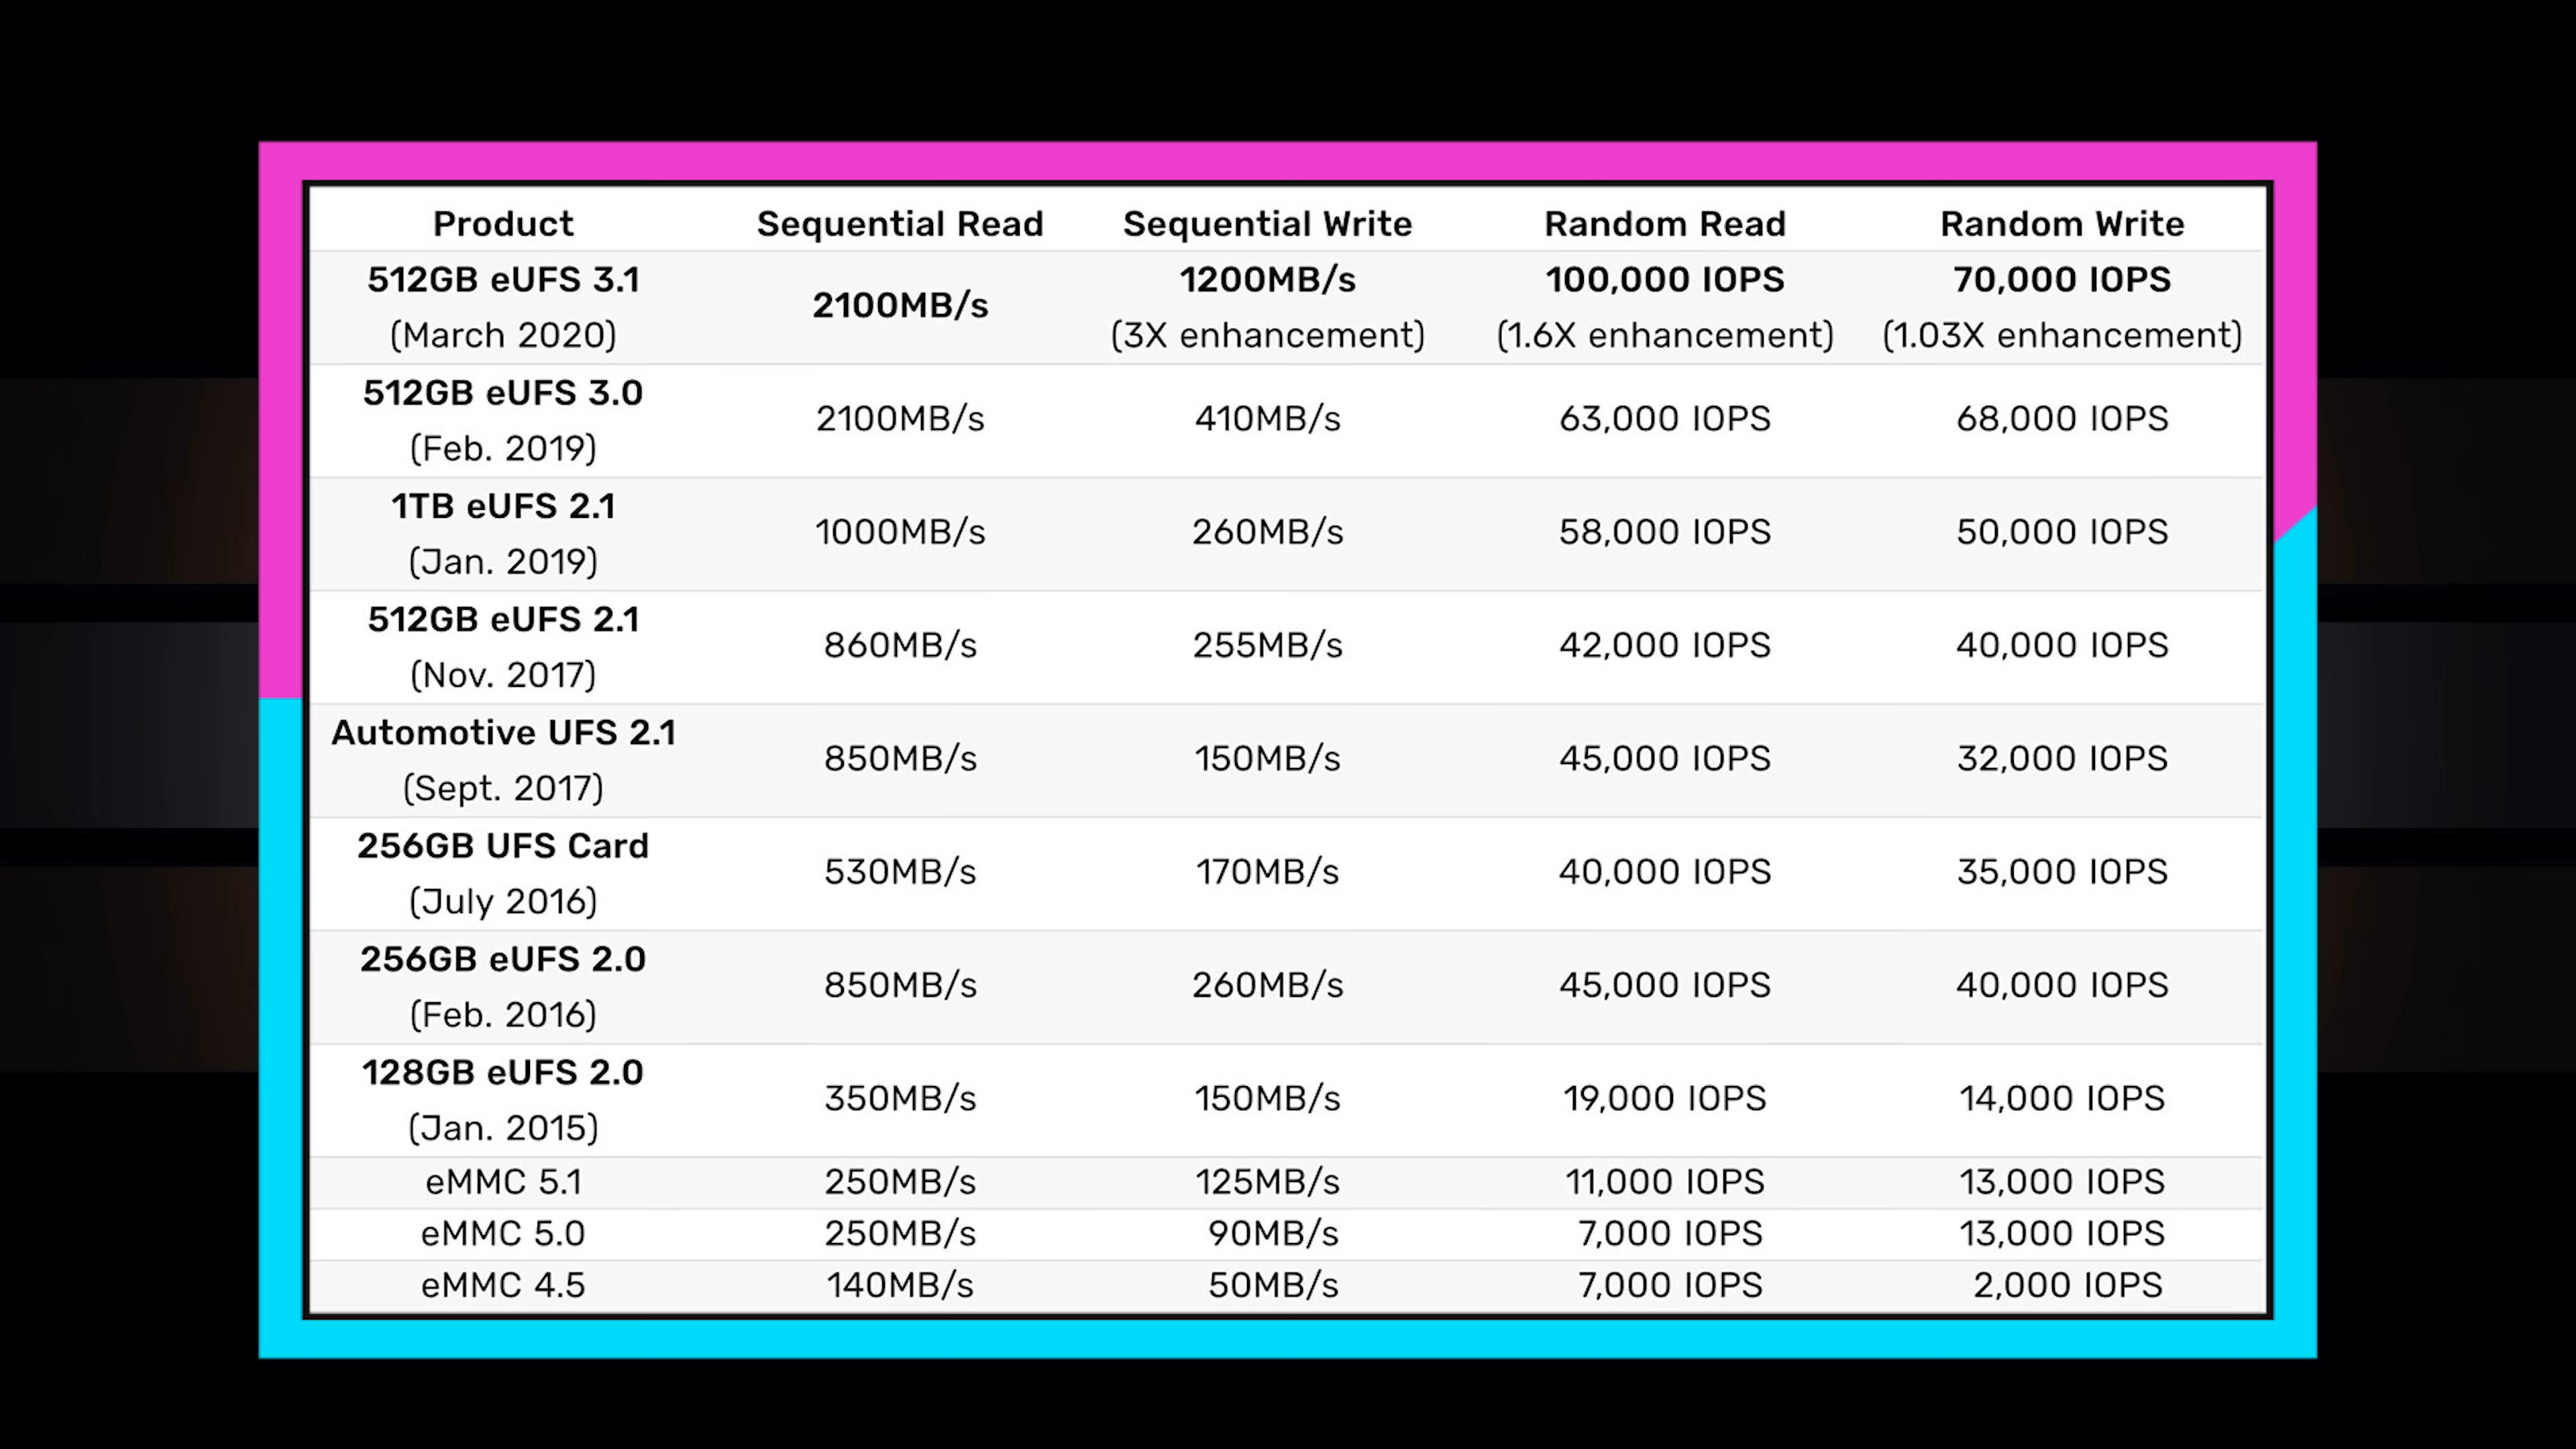 Product Sequential Read Sequential Write Random Read Random Write
512GB eUFS 3.1 (March 2020) 2100MB/s 1200MB/s (3X enhancement) 100,000 IOPS (1.6X enhancement) 70,000 IOPS (1.03X enhancement)
512GB eUFS 3.0 (Feb. 2019) 2100MB/s 410MB/s 63,000 IOPS 68,000 IOPS
1TB eUFS 2.1 (Jan. 2019) 1000MB/s 260MB/s 58,000 IOPS 50,000 IOPS
512GB eUFS 2.1 (Nov. 2017) 860MB/s 255MB/s 42,000 IOPS 40,000 IOPS
Automotive UFS 2.1 (Sept. 2017) 850MB/s 150MB/s 45,000 IOPS 32,000 IOPS
256GB UFS Card (July 2016) 530MB/s 170MB/s 40,000 IOPS 35,000 IOPS
256GB eUFS 2.0 (Feb. 2016) 850MB/s 260MB/s 45,000 IOPS 40,000 IOPS
128GB eUFS 2.0 (Jan. 2015) 350MB/s 150MB/s 19,000 IOPS 14,000 IOPS
eMMC 5.1 250MB/s 125MB/s 11,000 IOPS 13,000 IOPS
eMMC 5.0 250MB/s 90MB/s 7,000 IOPS 13,000 IOPS
eMMC 4.5 140MB/s 50MB/s 7,000 IOPS 2,000 IOPS